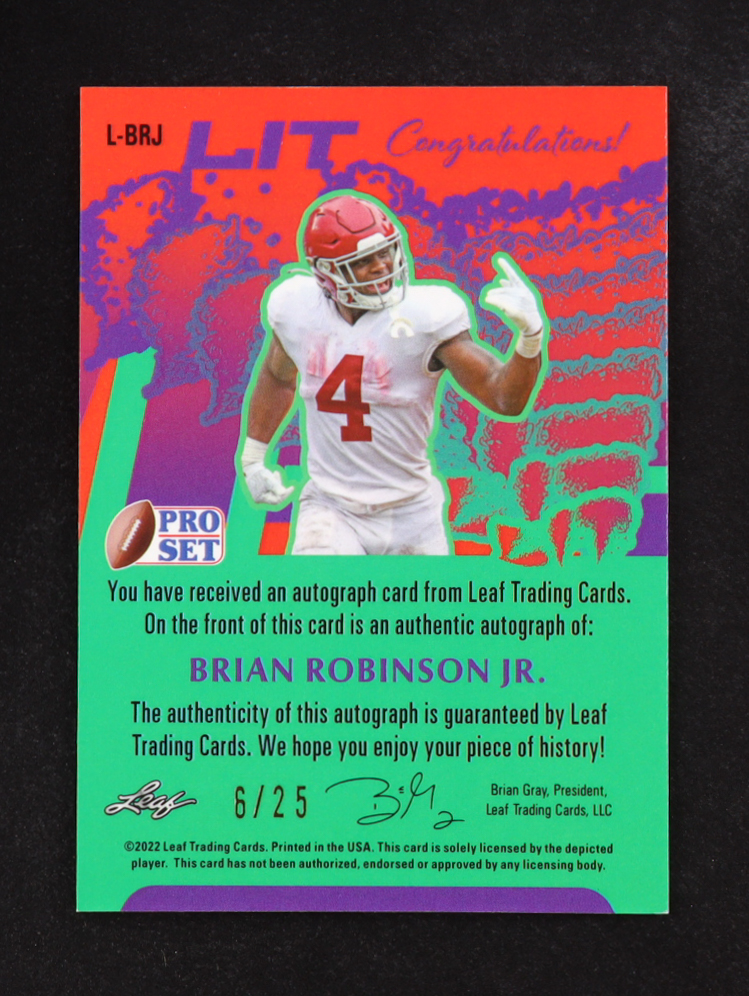 L-BRJ LIT Congratulations!
4
PRO
SET
You have received an autograph card from Leaf Trading Cards.
On the front of this card is an authentic autograph of:
BRIAN ROBINSON JR.
The authenticity of this autograph is guaranteed by Leaf
Trading Cards. We hope you enjoy your piece of history!
Leaf 6/25
Brian Gray, President,
Leaf Trading Cards, LLC
©2022 Leaf Trading Cards. Printed in the USA. This card is solely licensed by the depicted
player. This card has not been authorized, endorsed or approved by any licensing body.